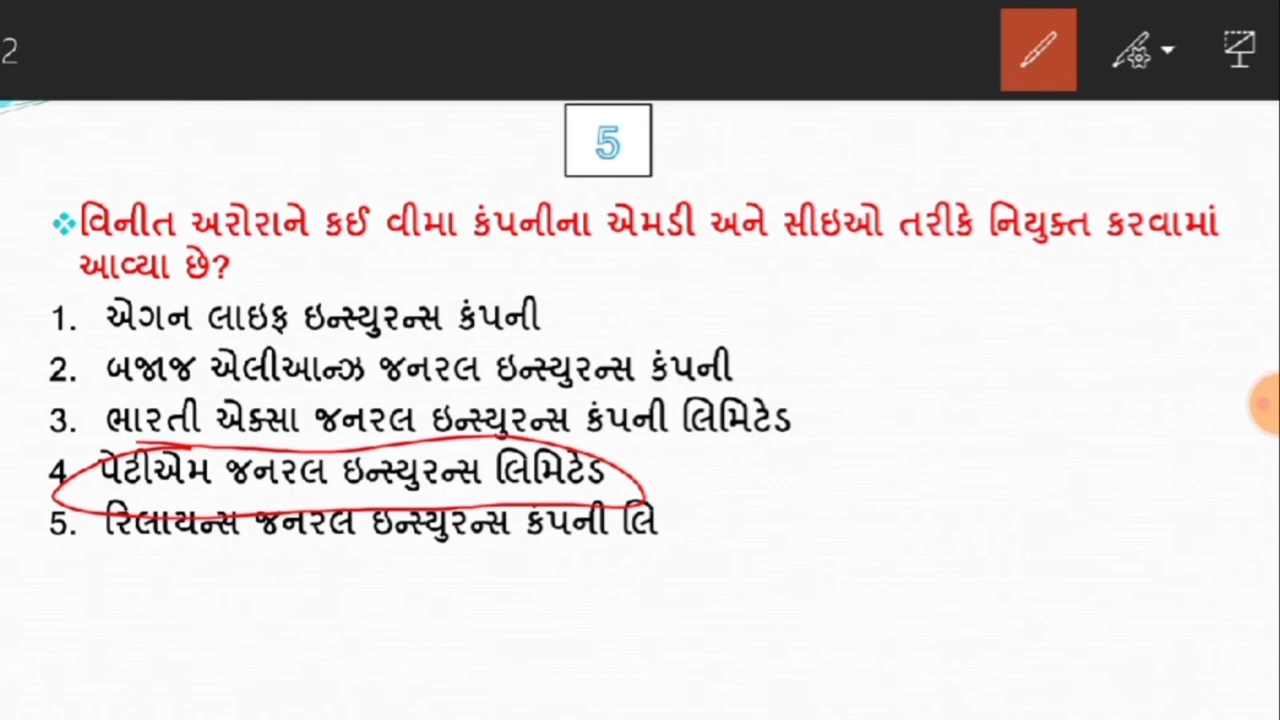 2
5
❖વિનીત અરોરાને કઈ વીમા કંપનીના એમડી અને સીઇઓ તરીકે નિયુક્ત કરવામાં
આવ્યા છે?
1. એગન લાઇફ ઇન્સ્યુરન્સ કંપની
2. બજાજ એલીઆન્ઝ જનરલ ઇન્સ્યુરન્સ કંપની
3. ભારતી એક્સા જનરલ ઇન્સ્યુરન્સ કંપની લિમિટેડ
4. પેટીએમ જનરલ ઇન્સ્યુરન્સ લિમિટેડ
5. રિલાયન્સ જનરલ ઇન્સ્યુરન્સ કંપની લિ